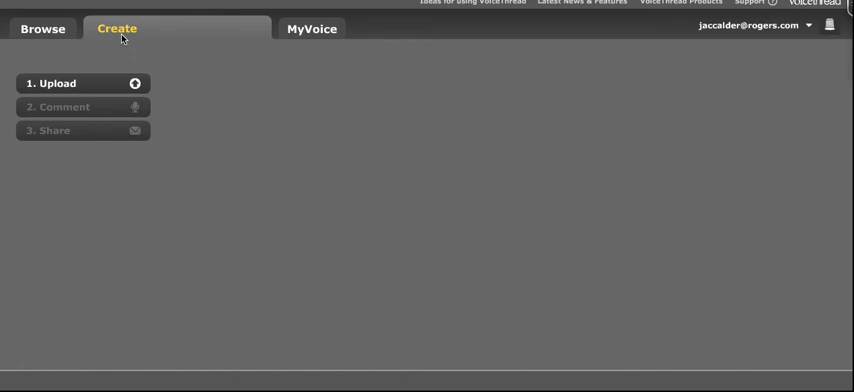 Ideas for using VoiceThread Latest News & Features VoiceThread Products Support ? voicethread
Browse Create MyVoice jaccalder@rogers.com
1. Upload
2. Comment
3. Share